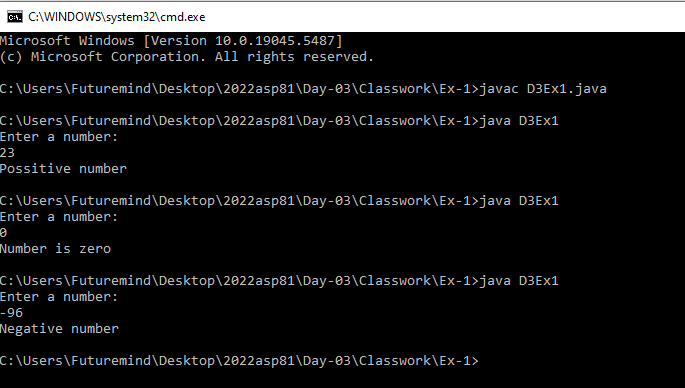 C:\WINDOWS\system32\cmd.exe
Microsoft Windows [Version 10.0.19045.5487]
(c) Microsoft Corporation. All rights reserved.
C:\Users\Futuremind\Desktop\2022asp81\Day-03\Classwork\Ex-1>javac D3Ex1.java
C:\Users\Futuremind\Desktop\2022asp81\Day-03\Classwork\Ex-1>java D3Ex1
Enter a number:
23
Possitive number
C:\Users\Futuremind\Desktop\2022asp81\Day-03\Classwork\Ex-1>java D3Ex1
Enter a number:
0
Number is zero
C:\Users\Futuremind\Desktop\2022asp81\Day-03\Classwork\Ex-1>java D3Ex1
Enter a number:
-96
Negative number
C:\Users\Futuremind\Desktop\2022asp81\Day-03\Classwork\Ex-1>